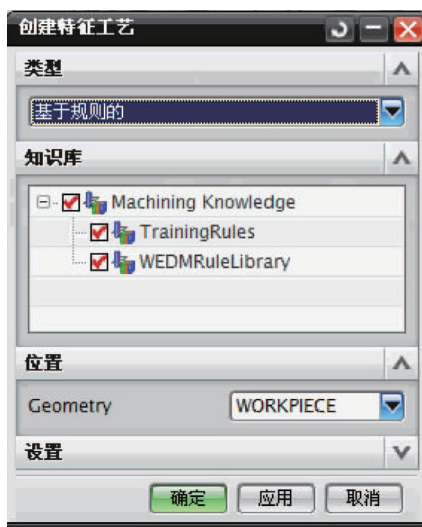 创建特征工艺
类型
基于规则的
知识库
Machining Knowledge
TrainingRules
WEDMRuleLibrary
位置
Geometry WORKPIECE
设置
确定 应用 取消